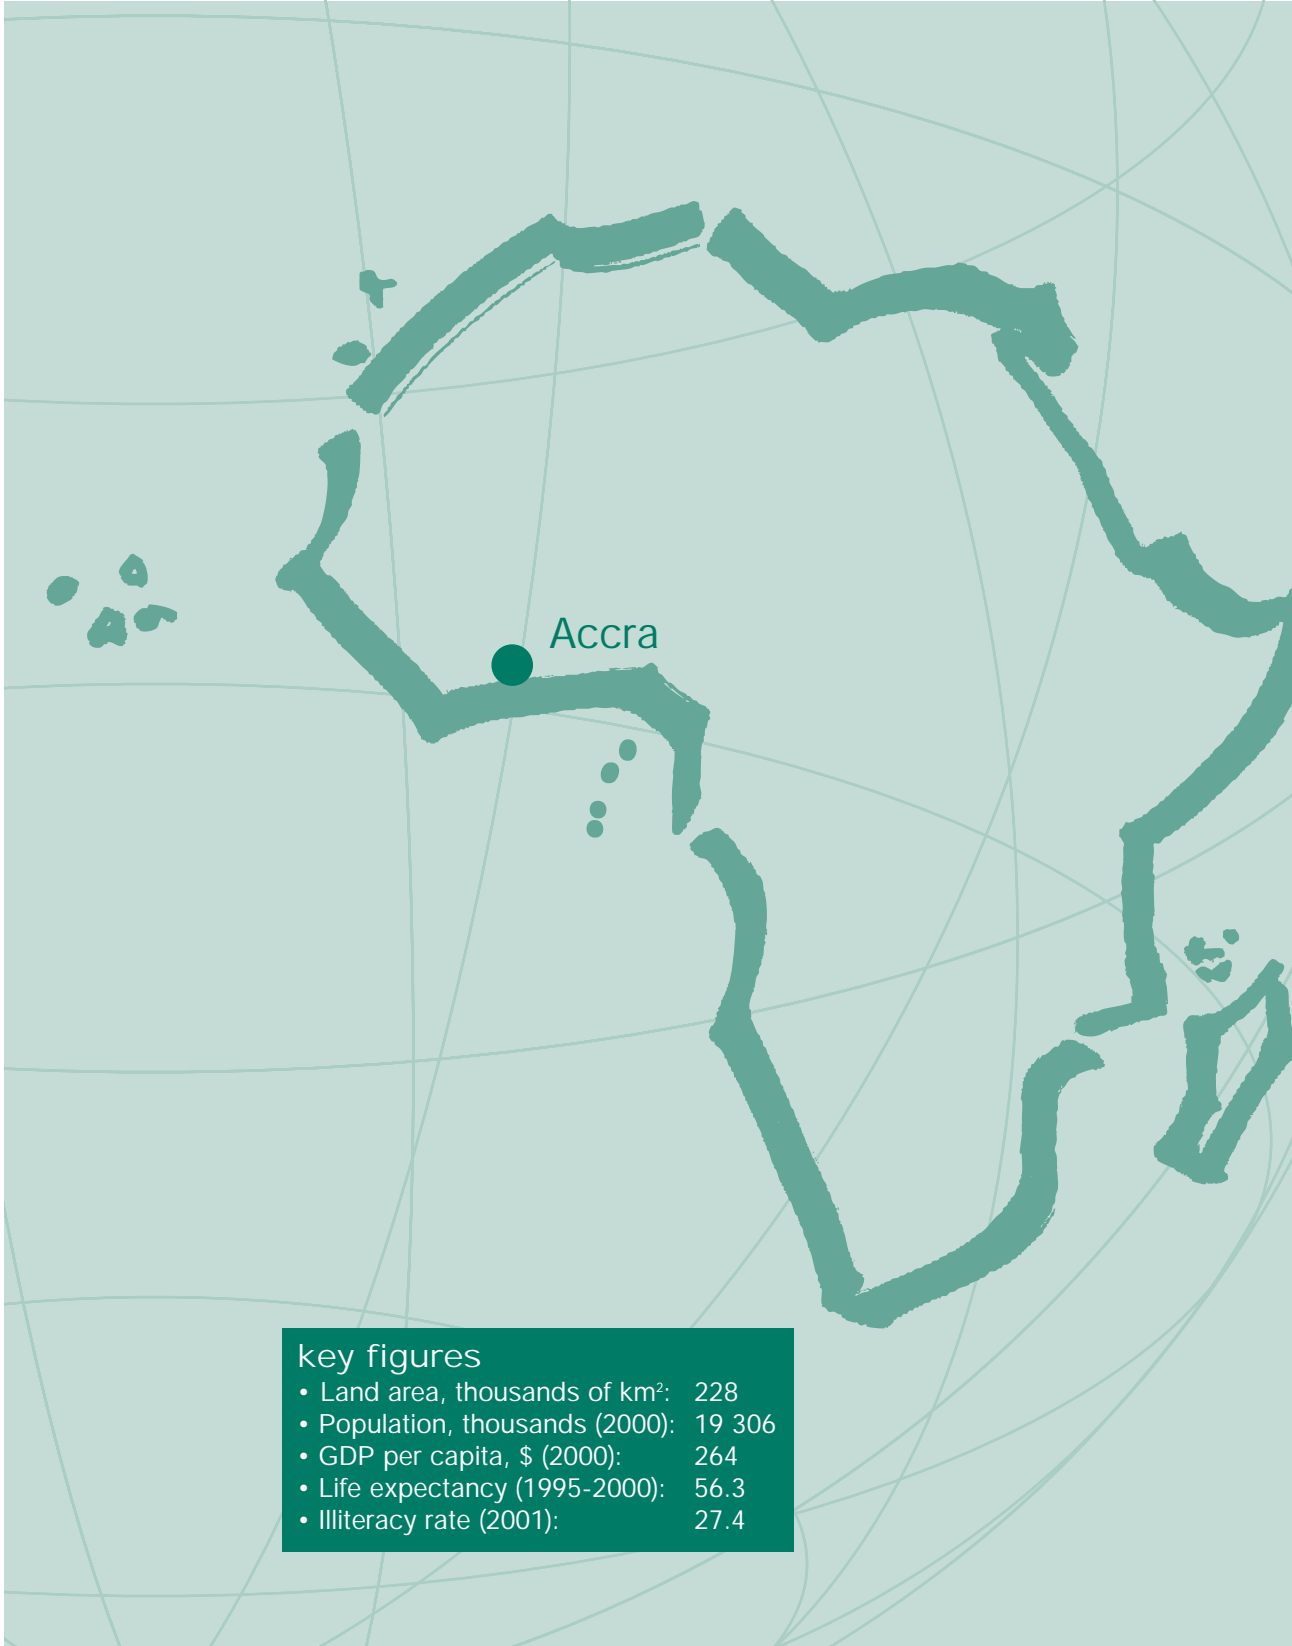 Accra
key figures
• Land area, thousands of km²: 228
• Population, thousands (2000): 19 306
• GDP per capita, $ (2000): 264
• Life expectancy (1995-2000): 56.3
• Illiteracy rate (2001): 27.4